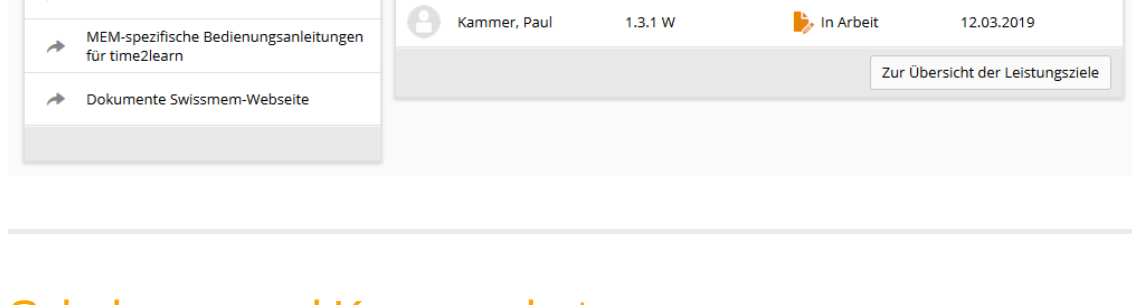 Kammer, Paul 1.3.1 W In Arbeit 12.03.2019
MEM-spezifische Bedienungsanleitungen
für time2learn
Zur Übersicht der Leistungsziele
Dokumente Swissmem-Webseite